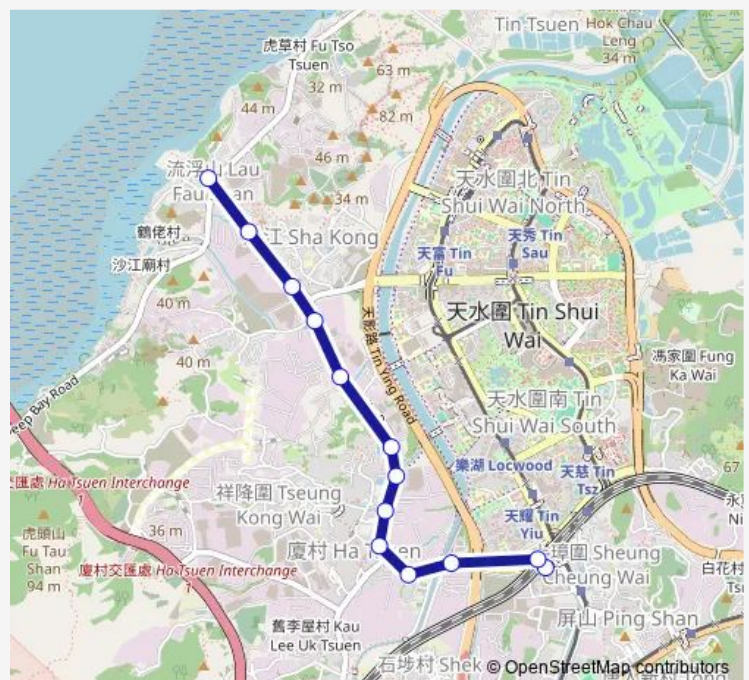 Tin Tsuen
Hok Chau
Leng
34 m
虎草村 Fu Tso
Tsuen
63 m
32 m
44 m
82 m
46 m
流浮山 Lau
天水圍北 Tin
Shui Wai North
34 m
鶴佬村
江 Sha Kong
天秀 Tin
Sau
天富 Tin
Fu
沙江廟村
40 m
天水圍 Tin Shui
Wai
天影路 Tin Ying Road
40 m
馮家圍 Fung
Ka Wai
天水圍南 Tin
Shui Wai South
Deep Bay Road
樂湖 Locwood
天慈 Tin
Tsz
67
Ha Tsuen Interchange
1
祥降圍 Tseung
Kong Wai
天耀 Tin
Yiu
36 m
虎頭山
Fu Tau
Shan
94 m
廈村 Ha Tsuen
璋圍 Sheung
Cheung Wai
廈村交匯處 Ha Tsuen Interchange
1
白花村
屏山 Ping Shan
舊李屋村 Kau
Lee Uk Tsuen
石埗村 Shek
© OpenStreetMap contributors